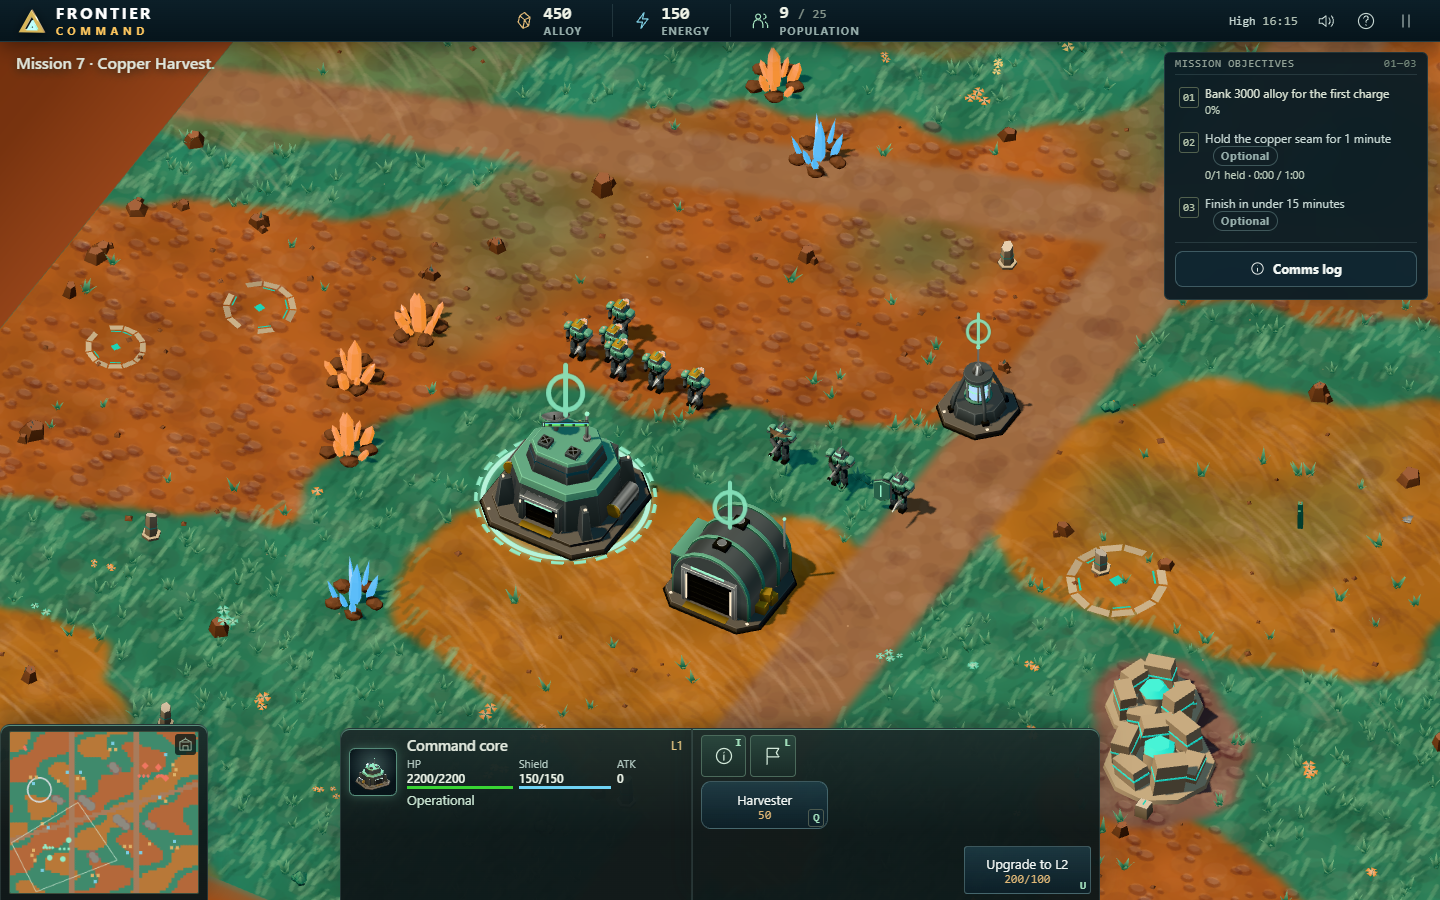 FRONTIER
COMMAND
450
ALLOY
150
ENERGY
9 / 25
POPULATION
High 16:15
Mission 7 · Copper Harvest.
MISSION OBJECTIVES 01—03
01 Bank 3000 alloy for the first charge
0%
02 Hold the copper seam for 1 minute
Optional
0/1 held · 0:00 / 1:00
03 Finish in under 15 minutes
Optional
Comms log
Command core L1
HP Shield ATK
2200/2200 150/150 0
Operational
I L
Harvester
50
Q
Upgrade to L2
200/100
U